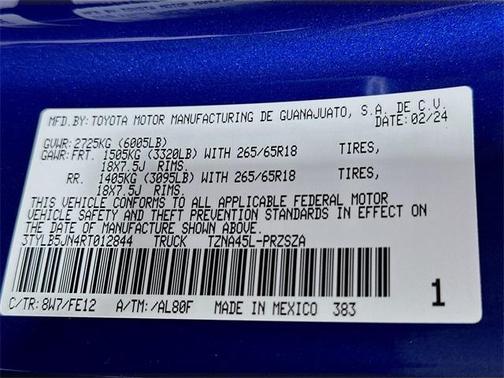 MFD.BY:TOYOTA MOTOR MANUFACTURING DE GUANAJUATO, S.A. DE C.V.
DATE:02/24
GVWR:2725KG (6005LB)
GAWR:FRT. 1505KG (3320LB) WITH 265/65R18 TIRES,
18X7.5J RIMS.
RR. 1405KG (3095LB) WITH 265/65R18 TIRES,
18X7.5J RIMS.
THIS VEHICLE CONFORMS TO ALL APPLICABLE FEDERAL MOTOR
VEHICLE SAFETY AND THEFT PREVENTION STANDARDS IN EFFECT ON
THE DATE OF MANUFACTURE SHOWN ABOVE.
3TYLB5JN4RT012844 TRUCK TZNA45L-PRZSZA
C/TR:8W7/FE12 A/TM:/AL80F MADE IN MEXICO 383 1